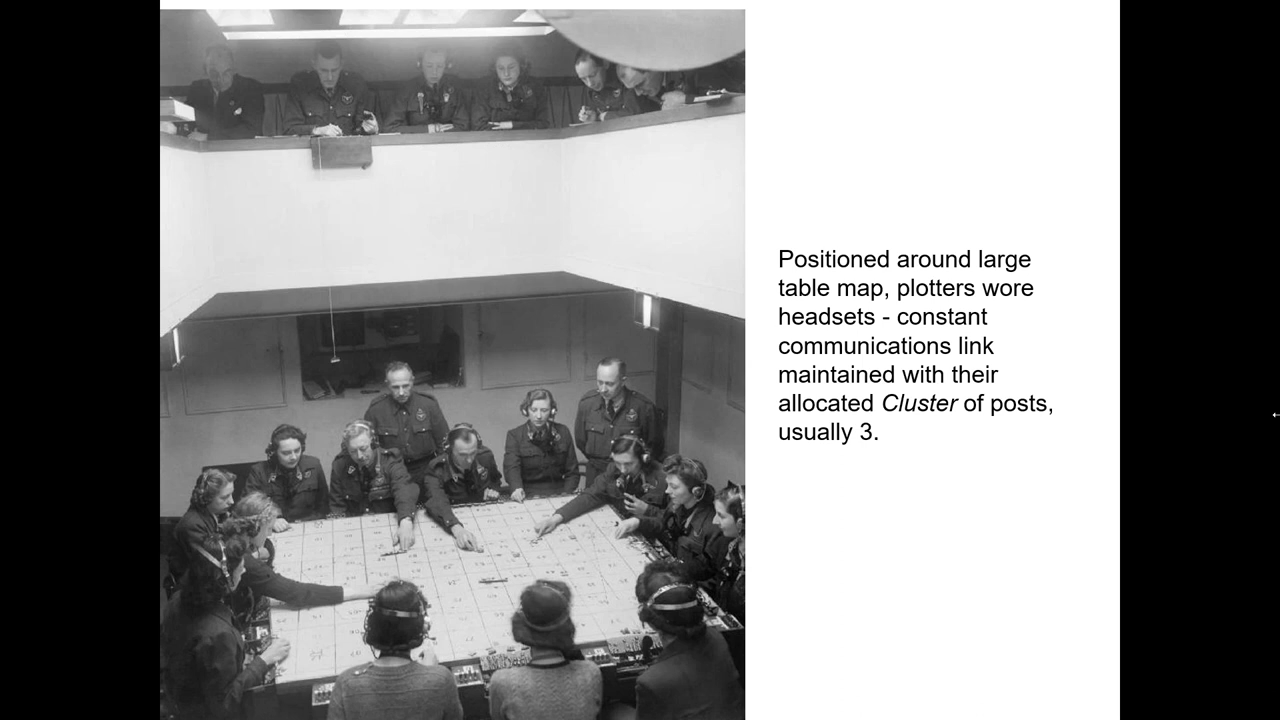 Positioned around large
table map, plotters wore
headsets - constant
communications link
maintained with their
allocated Cluster of posts,
usually 3.